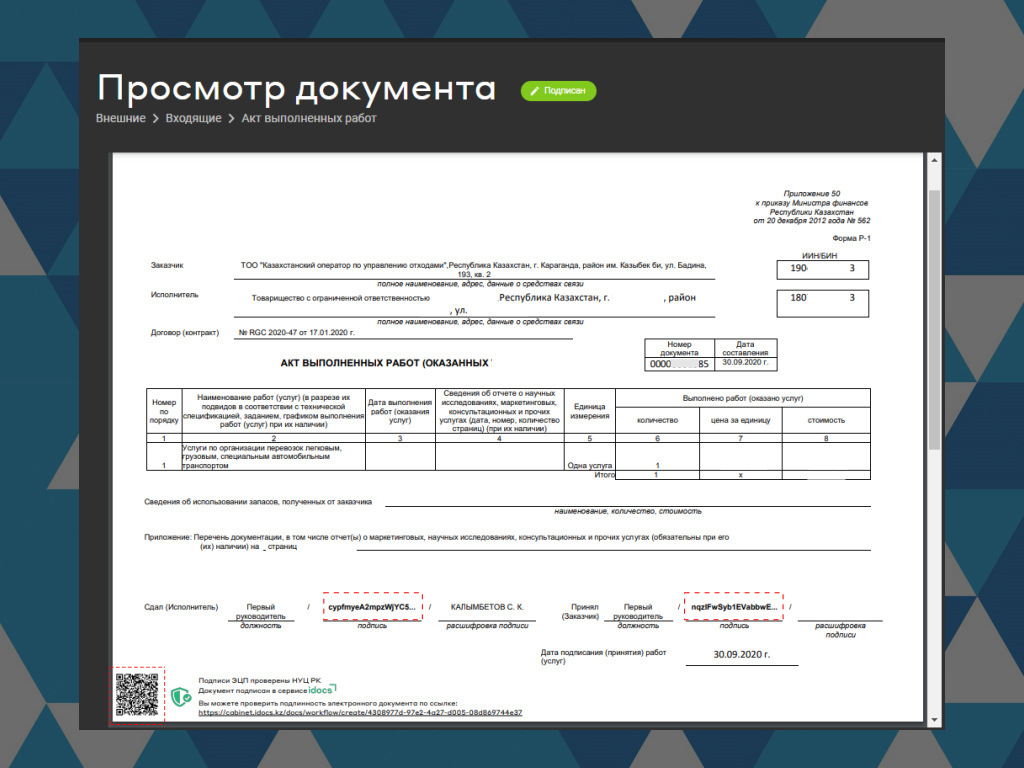 Просмотр документа
Подписан
Внешние > Входящие > Акт выполненных работ
Приложение 50
к приказу Министра финансов
Республики Казахстан
от 20 декабря 2012 года № 562
Форма Р-1
ИИН/БИН
Заказчик
ТОО "Казахстанский оператор по управлению отходами",Республика Казахстан, г. Караганда, район им. Казыбек би, ул. Бадина,
193, кв. 2
190 3
полное наименование, адрес, данные о средствах связи
Исполнитель
Товарищество с ограниченной ответственностью Республика Казахстан, г. , район
, ул.
180 3
полное наименование, адрес, данные о средствах связи
Договор (контракт)
№ RGC 2020-47 от 17.01.2020 г.
Номер документа
Дата составления
0000 85
30.09.2020 г.
АКТ ВЫПОЛНЕННЫХ РАБОТ (ОКАЗАННЫХ
Номер по порядку
Наименование работ (услуг) (в разрезе их
подвидов в соответствии с технической
спецификацией, заданием, графиком выполнения
работ (услуг) при их наличии)
Дата выполнения
работ (оказания
услуг)
Сведения об отчете о научных
исследованиях, маркетинговых,
консультационных и прочих
услугах (дата, номер, количество
страниц) (при их наличии)
Единица
измерения
Выполнено работ (оказано услуг)
количество
цена за единицу
стоимость
1 2 3 4 5 6 7 8
Услуги по организации перевозок легковым,
грузовым, специальным автомобильным
1 транспортом Одна услуга 1
Итого 1 х
Сведения об использовании запасов, полученных от заказчика
наименование, количество, стоимость
Приложение: Перечень документации, в том числе отчет(ы) о маркетинговых, научных исследованиях, консультационных и прочих услугах (обязательны при его
(их) наличии) на _ страниц
Сдал (Исполнитель)
Первый
руководитель
должность
/
cypfmyeA2mpzWjYC5...
подпись
/
КАЛЫМБЕТОВ С. К.
расшифровка подписи
Принял
(Заказчик)
Первый
руководитель
должность
/
nqzIFwSyb1EVabbwE...
подпись
/
расшифровка
подписи
Дата подписания (принятия) работ
(услуг)
30.09.2020 г.
Подписи ЭЦП проверены НУЦ РК
Документ подписан в сервисе idocs
Вы можете проверить подлинность электронного документа по ссылке:
https://cabinet.idocs.kz/docs/workflow/create/4308977d-97e2-4a27-d005-08d869744e37